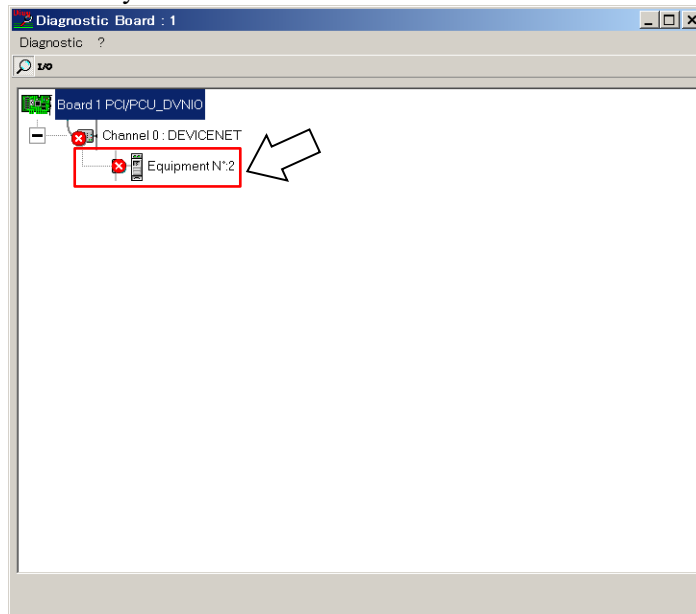 Diagnostic Board : 1
Diagnostic ?
I/O
Board 1 PCI/PCU_DVNIO
Channel 0 : DEVICENET
Equipment N°:2